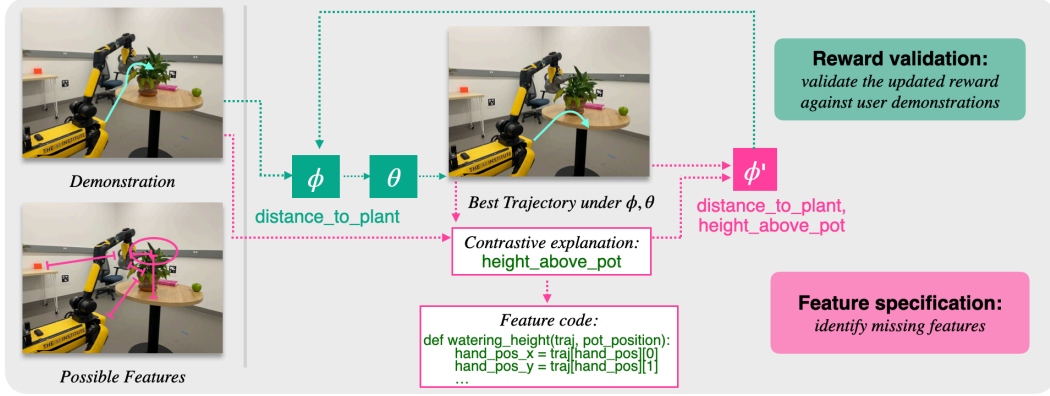 Demonstration
Possible Features
ϕ
θ
distance_to_plant
Best Trajectory under ϕ, θ
Contrastive explanation:
height_above_pot
Feature code:
def watering_height(traj, pot_position):
hand_pos_x = traj[hand_pos][0]
hand_pos_y = traj[hand_pos][1]
...
ϕ'
distance_to_plant,
height_above_pot
Reward validation:
validate the updated reward
against user demonstrations
Feature specification:
identify missing features